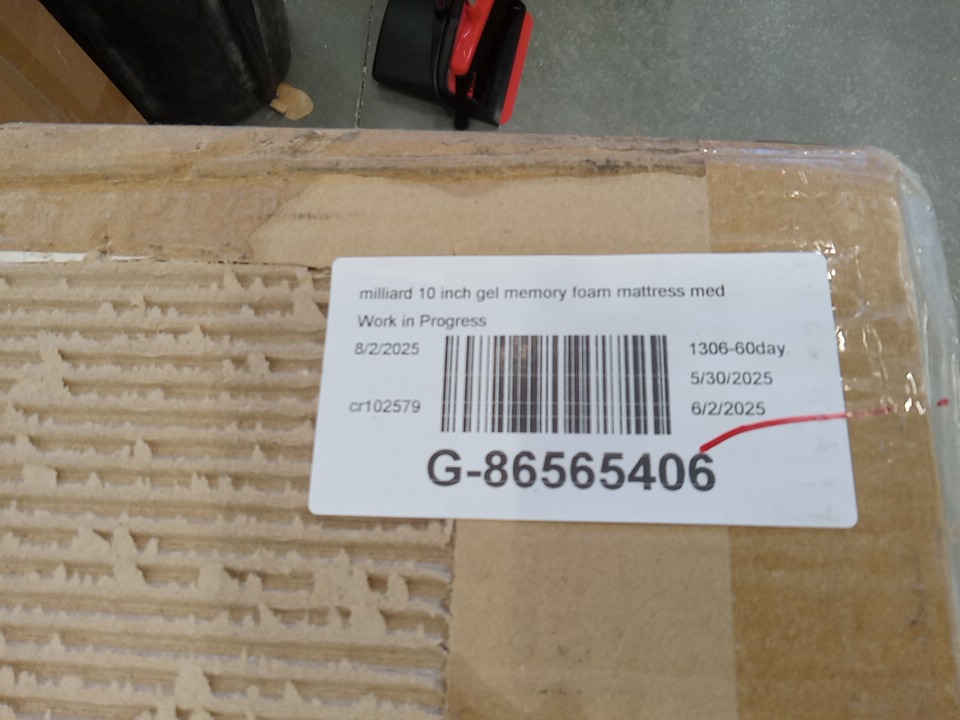 milliard 10 inch gel memory foam mattress med
Work in Progress
8/2/2025
1306-60day
5/30/2025
cr102579
6/2/2025
G-86565406